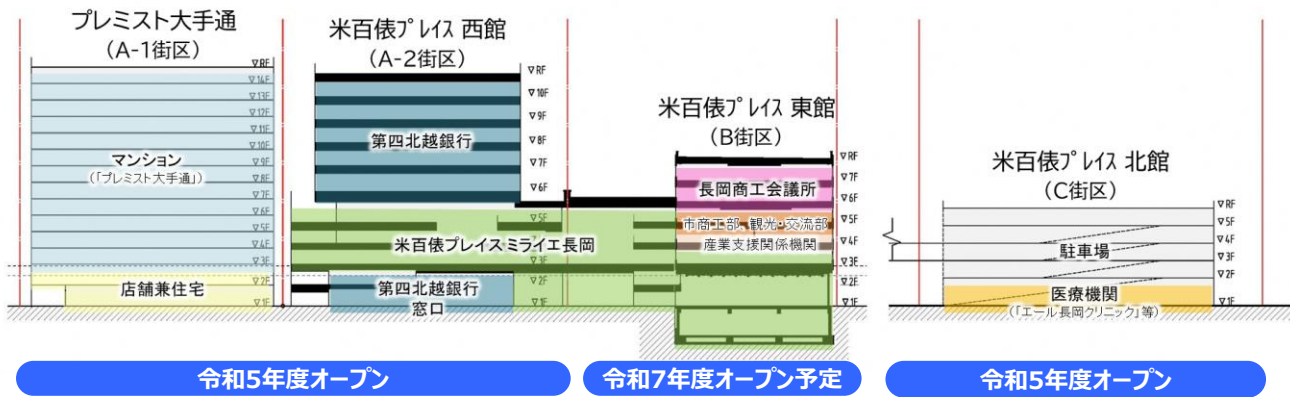 プレミスト大手通
(A-1街区)
▽RF
▽14F
▽13F
▽12F
▽11F
▽10F
▽9F
▽8F
▽7F
▽6F
▽5F
▽4F
▽3F
▽2F
▽1F
マンション
(「プレミスト大手通」)
店舗兼住宅
米百俵プレイス 西館
(A-2街区)
▽RF
▽10F
▽9F
▽8F
▽7F
▽6F
▽5F
▽4F
▽3F
▽2F
▽1F
第四北越銀行
米百俵プレイス ミライエ長岡
第四北越銀行
窓口
米百俵プレイス 東館
(B街区)
▽RF
▽7F
▽6F
▽5F
▽4F
▽3F
▽2F
▽1F
長岡商工会議所
市商工部、観光・交流部
産業支援関係機関
米百俵プレイス 北館
(C街区)
▽RF
▽5F
▽4F
▽3F
▽2F
▽1F
駐車場
医療機関
(「エール長岡クリニック」等)
令和5年度オープン
令和7年度オープン予定
令和5年度オープン